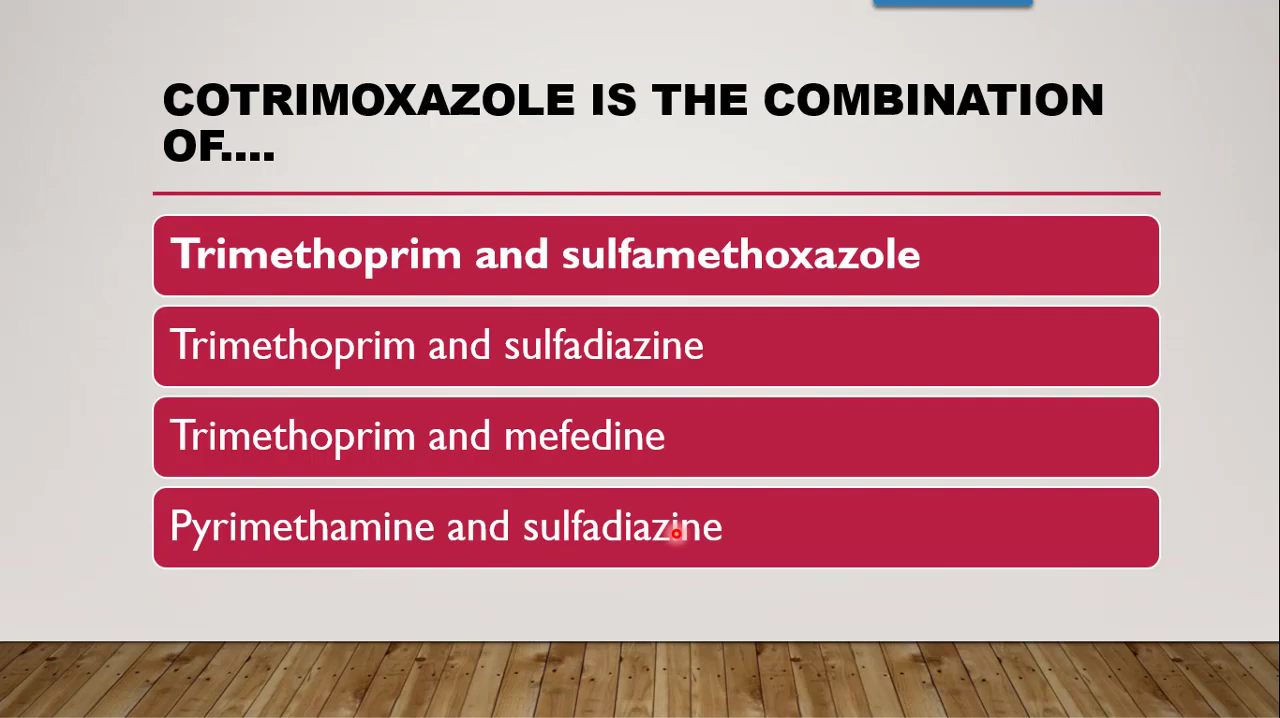 COTRIMOXAZOLE IS THE COMBINATION
OF....
Trimethoprim and sulfamethoxazole
Trimethoprim and sulfadiazine
Trimethoprim and mefedine
Pyrimethamine and sulfadiazine